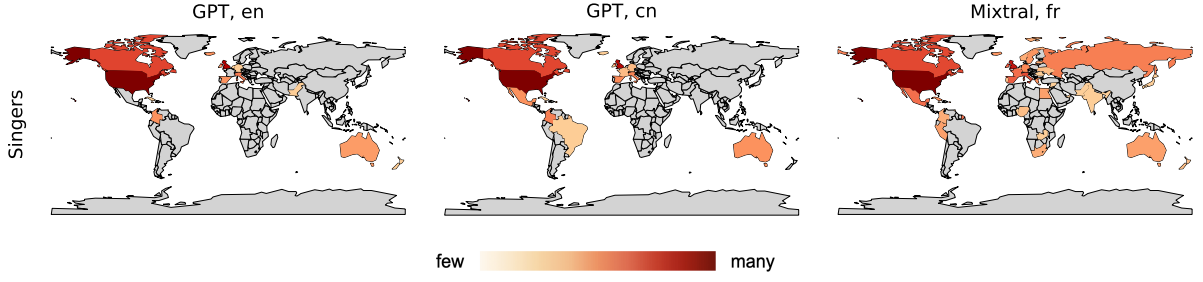 GPT, en
GPT, cn
Mixtral, fr
Singers
few
many